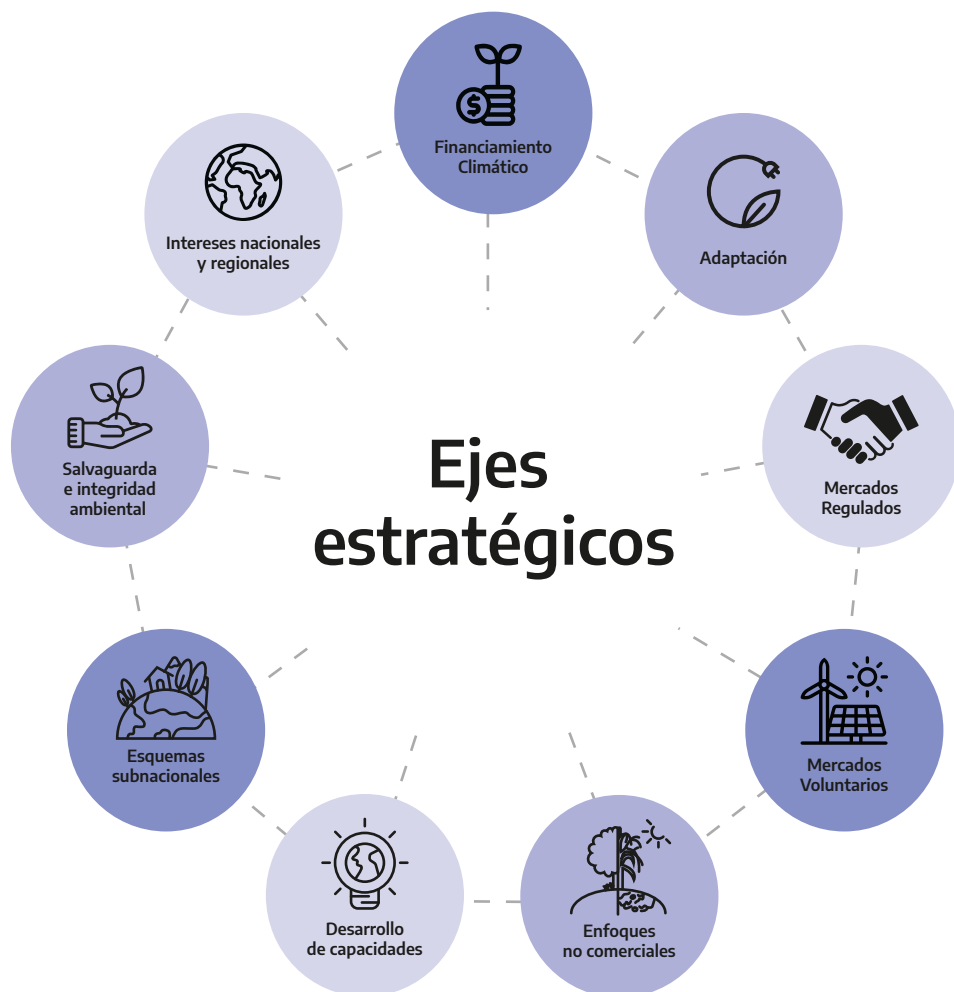 Financiamiento
Climático
Adaptación
Mercados
Regulados
Mercados
Voluntarios
Enfoques
no comerciales
Desarrollo
de capacidades
Esquemas
subnacionales
Salvaguarda
e integridad
ambiental
Intereses nacionales
y regionales
Ejes
estratégicos
$